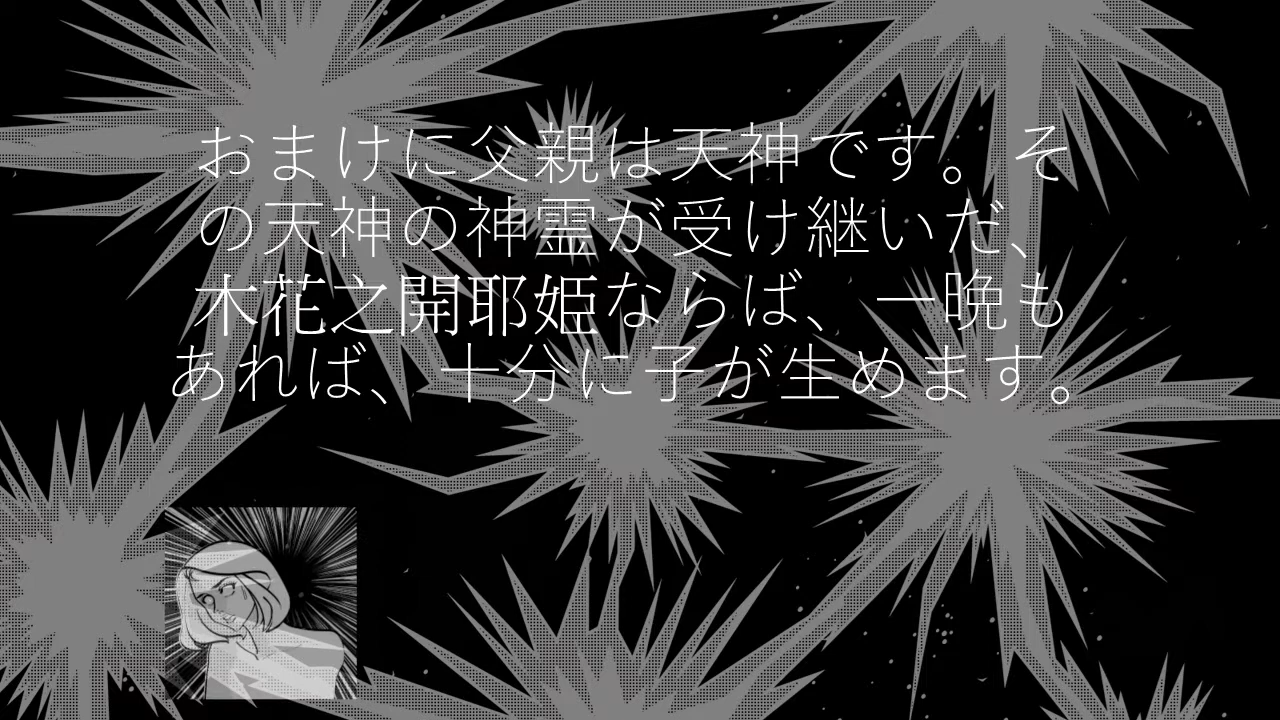 おまけに父親は天神です。そ
の天神の神霊が受け継いだ、
木花之開耶姫ならば、一晩も
あれば、十分に子が生めます。